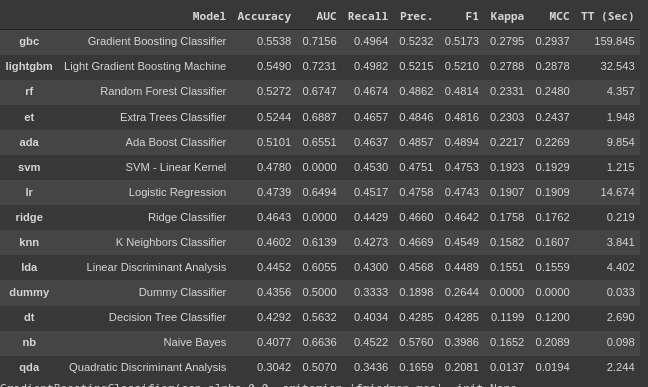 Model Accuracy AUC Recall Prec. F1 Kappa MCC TT (Sec)
gbc Gradient Boosting Classifier 0.5538 0.7156 0.4964 0.5232 0.5173 0.2795 0.2937 159.845
lightgbm Light Gradient Boosting Machine 0.5490 0.7231 0.4982 0.5215 0.5210 0.2788 0.2878 32.543
rf Random Forest Classifier 0.5272 0.6747 0.4674 0.4862 0.4814 0.2331 0.2480 4.357
et Extra Trees Classifier 0.5244 0.6887 0.4657 0.4846 0.4816 0.2303 0.2437 1.948
ada Ada Boost Classifier 0.5101 0.6551 0.4637 0.4857 0.4894 0.2217 0.2269 9.854
svm SVM - Linear Kernel 0.4780 0.0000 0.4530 0.4751 0.4753 0.1923 0.1929 1.215
lr Logistic Regression 0.4739 0.6494 0.4517 0.4758 0.4743 0.1907 0.1909 14.674
ridge Ridge Classifier 0.4643 0.0000 0.4429 0.4660 0.4642 0.1758 0.1762 0.219
knn K Neighbors Classifier 0.4602 0.6139 0.4273 0.4669 0.4549 0.1582 0.1607 3.841
lda Linear Discriminant Analysis 0.4452 0.6055 0.4300 0.4568 0.4489 0.1551 0.1559 4.402
dummy Dummy Classifier 0.4356 0.5000 0.3333 0.1898 0.2644 0.0000 0.0000 0.033
dt Decision Tree Classifier 0.4292 0.5632 0.4034 0.4285 0.4285 0.1199 0.1200 2.690
nb Naive Bayes 0.4077 0.6636 0.4522 0.5760 0.3986 0.1652 0.2089 0.098
qda Quadratic Discriminant Analysis 0.3042 0.5070 0.3436 0.1659 0.2081 0.0137 0.0194 2.244